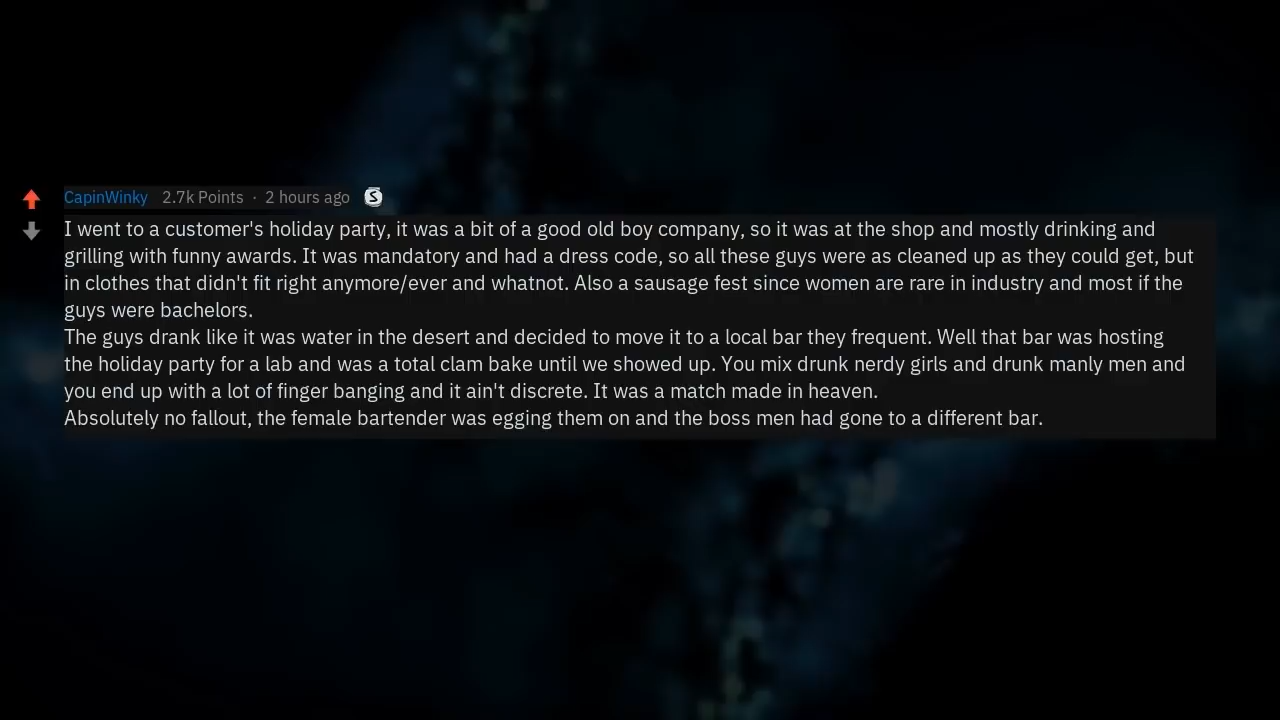 CapinWinky 2.7k Points · 2 hours ago S
I went to a customer's holiday party, it was a bit of a good old boy company, so it was at the shop and mostly drinking and
grilling with funny awards. It was mandatory and had a dress code, so all these guys were as cleaned up as they could get, but
in clothes that didn't fit right anymore/ever and whatnot. Also a sausage fest since women are rare in industry and most if the
guys were bachelors.
The guys drank like it was water in the desert and decided to move it to a local bar they frequent. Well that bar was hosting
the holiday party for a lab and was a total clam bake until we showed up. You mix drunk nerdy girls and drunk manly men and
you end up with a lot of finger banging and it ain't discrete. It was a match made in heaven.
Absolutely no fallout, the female bartender was egging them on and the boss men had gone to a different bar.